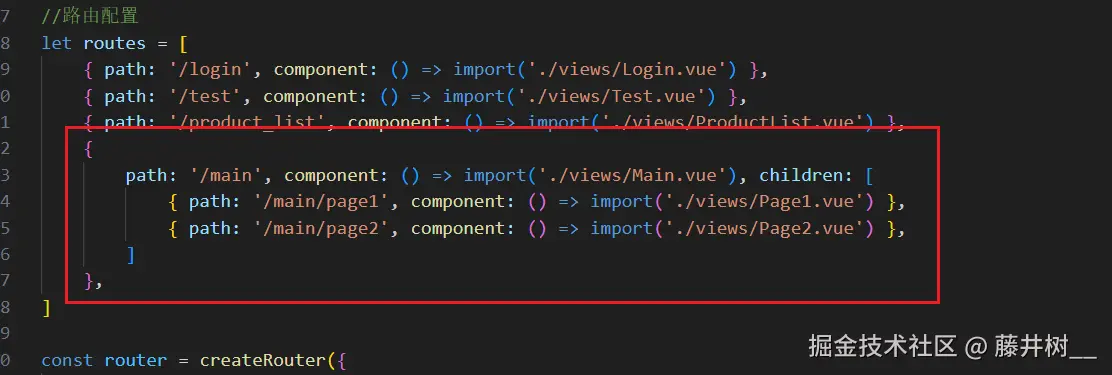 7 //路由配置
8 let routes = [
9 { path: '/login', component: () => import('./views/Login.vue') },
0 { path: '/test', component: () => import('./views/Test.vue') },
1 { path: '/product_list', component: () => import('./views/ProductList.vue') },
2 {
3 path: '/main', component: () => import('./views/Main.vue'), children: [
4 { path: '/main/page1', component: () => import('./views/Page1.vue') },
5 { path: '/main/page2', component: () => import('./views/Page2.vue') },
6 ]
7 },
8 ]
9
0 const router = createRouter({
掘金技术社区 @ 藤井树__